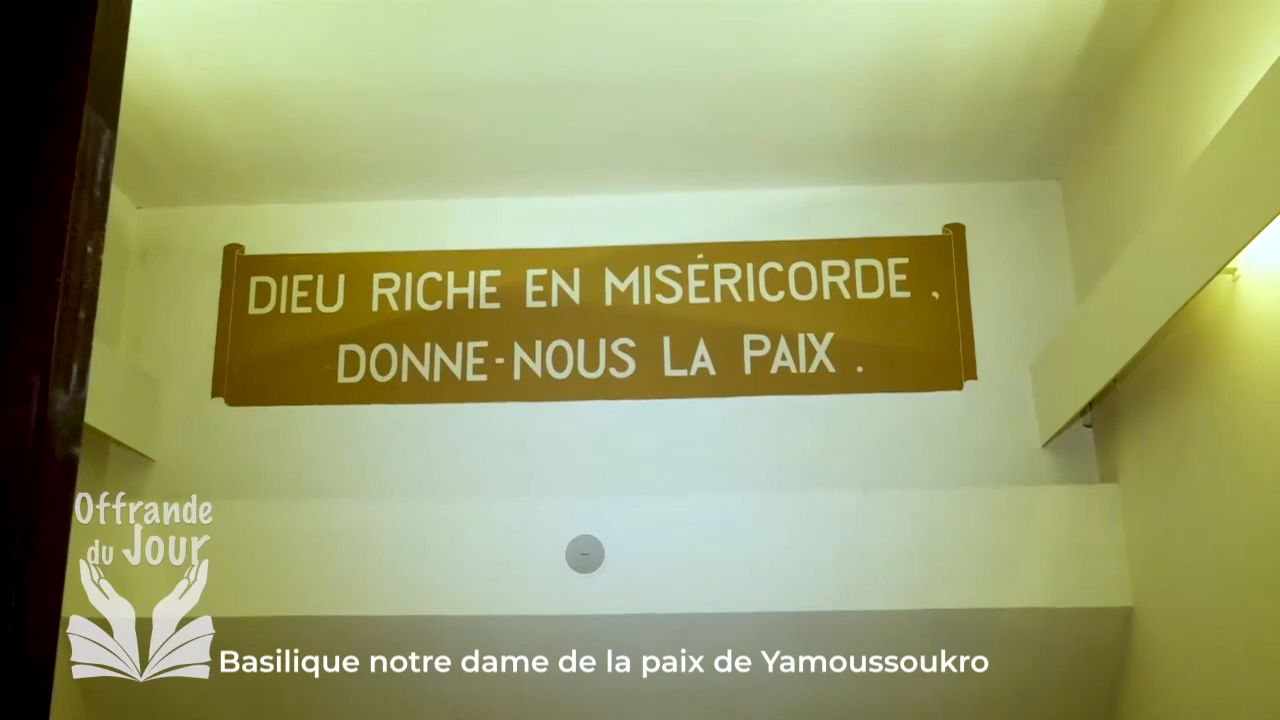 DIEU RICHE EN MISÉRICORDE ,
DONNE-NOUS LA PAIX .
Offrande
du Jour
Basilique notre dame de la paix de Yamoussoukro